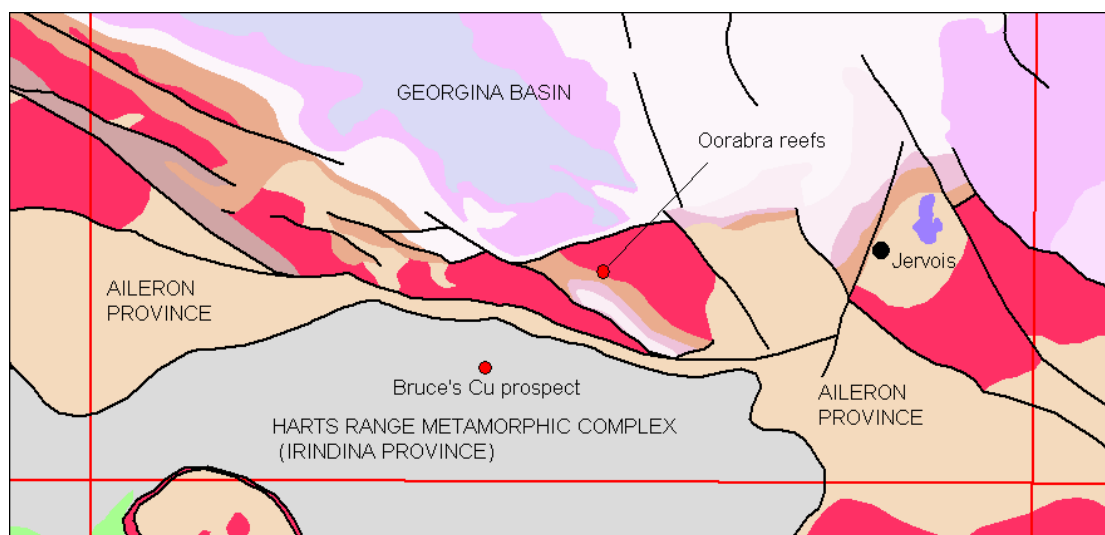 GEORGINA BASIN
Oorabra reefs
Jervois
AILERON
PROVINCE
Bruce's Cu prospect
AILERON
PROVINCE
HARTS RANGE METAMORPHIC COMPLEX
(IRINDINA PROVINCE)